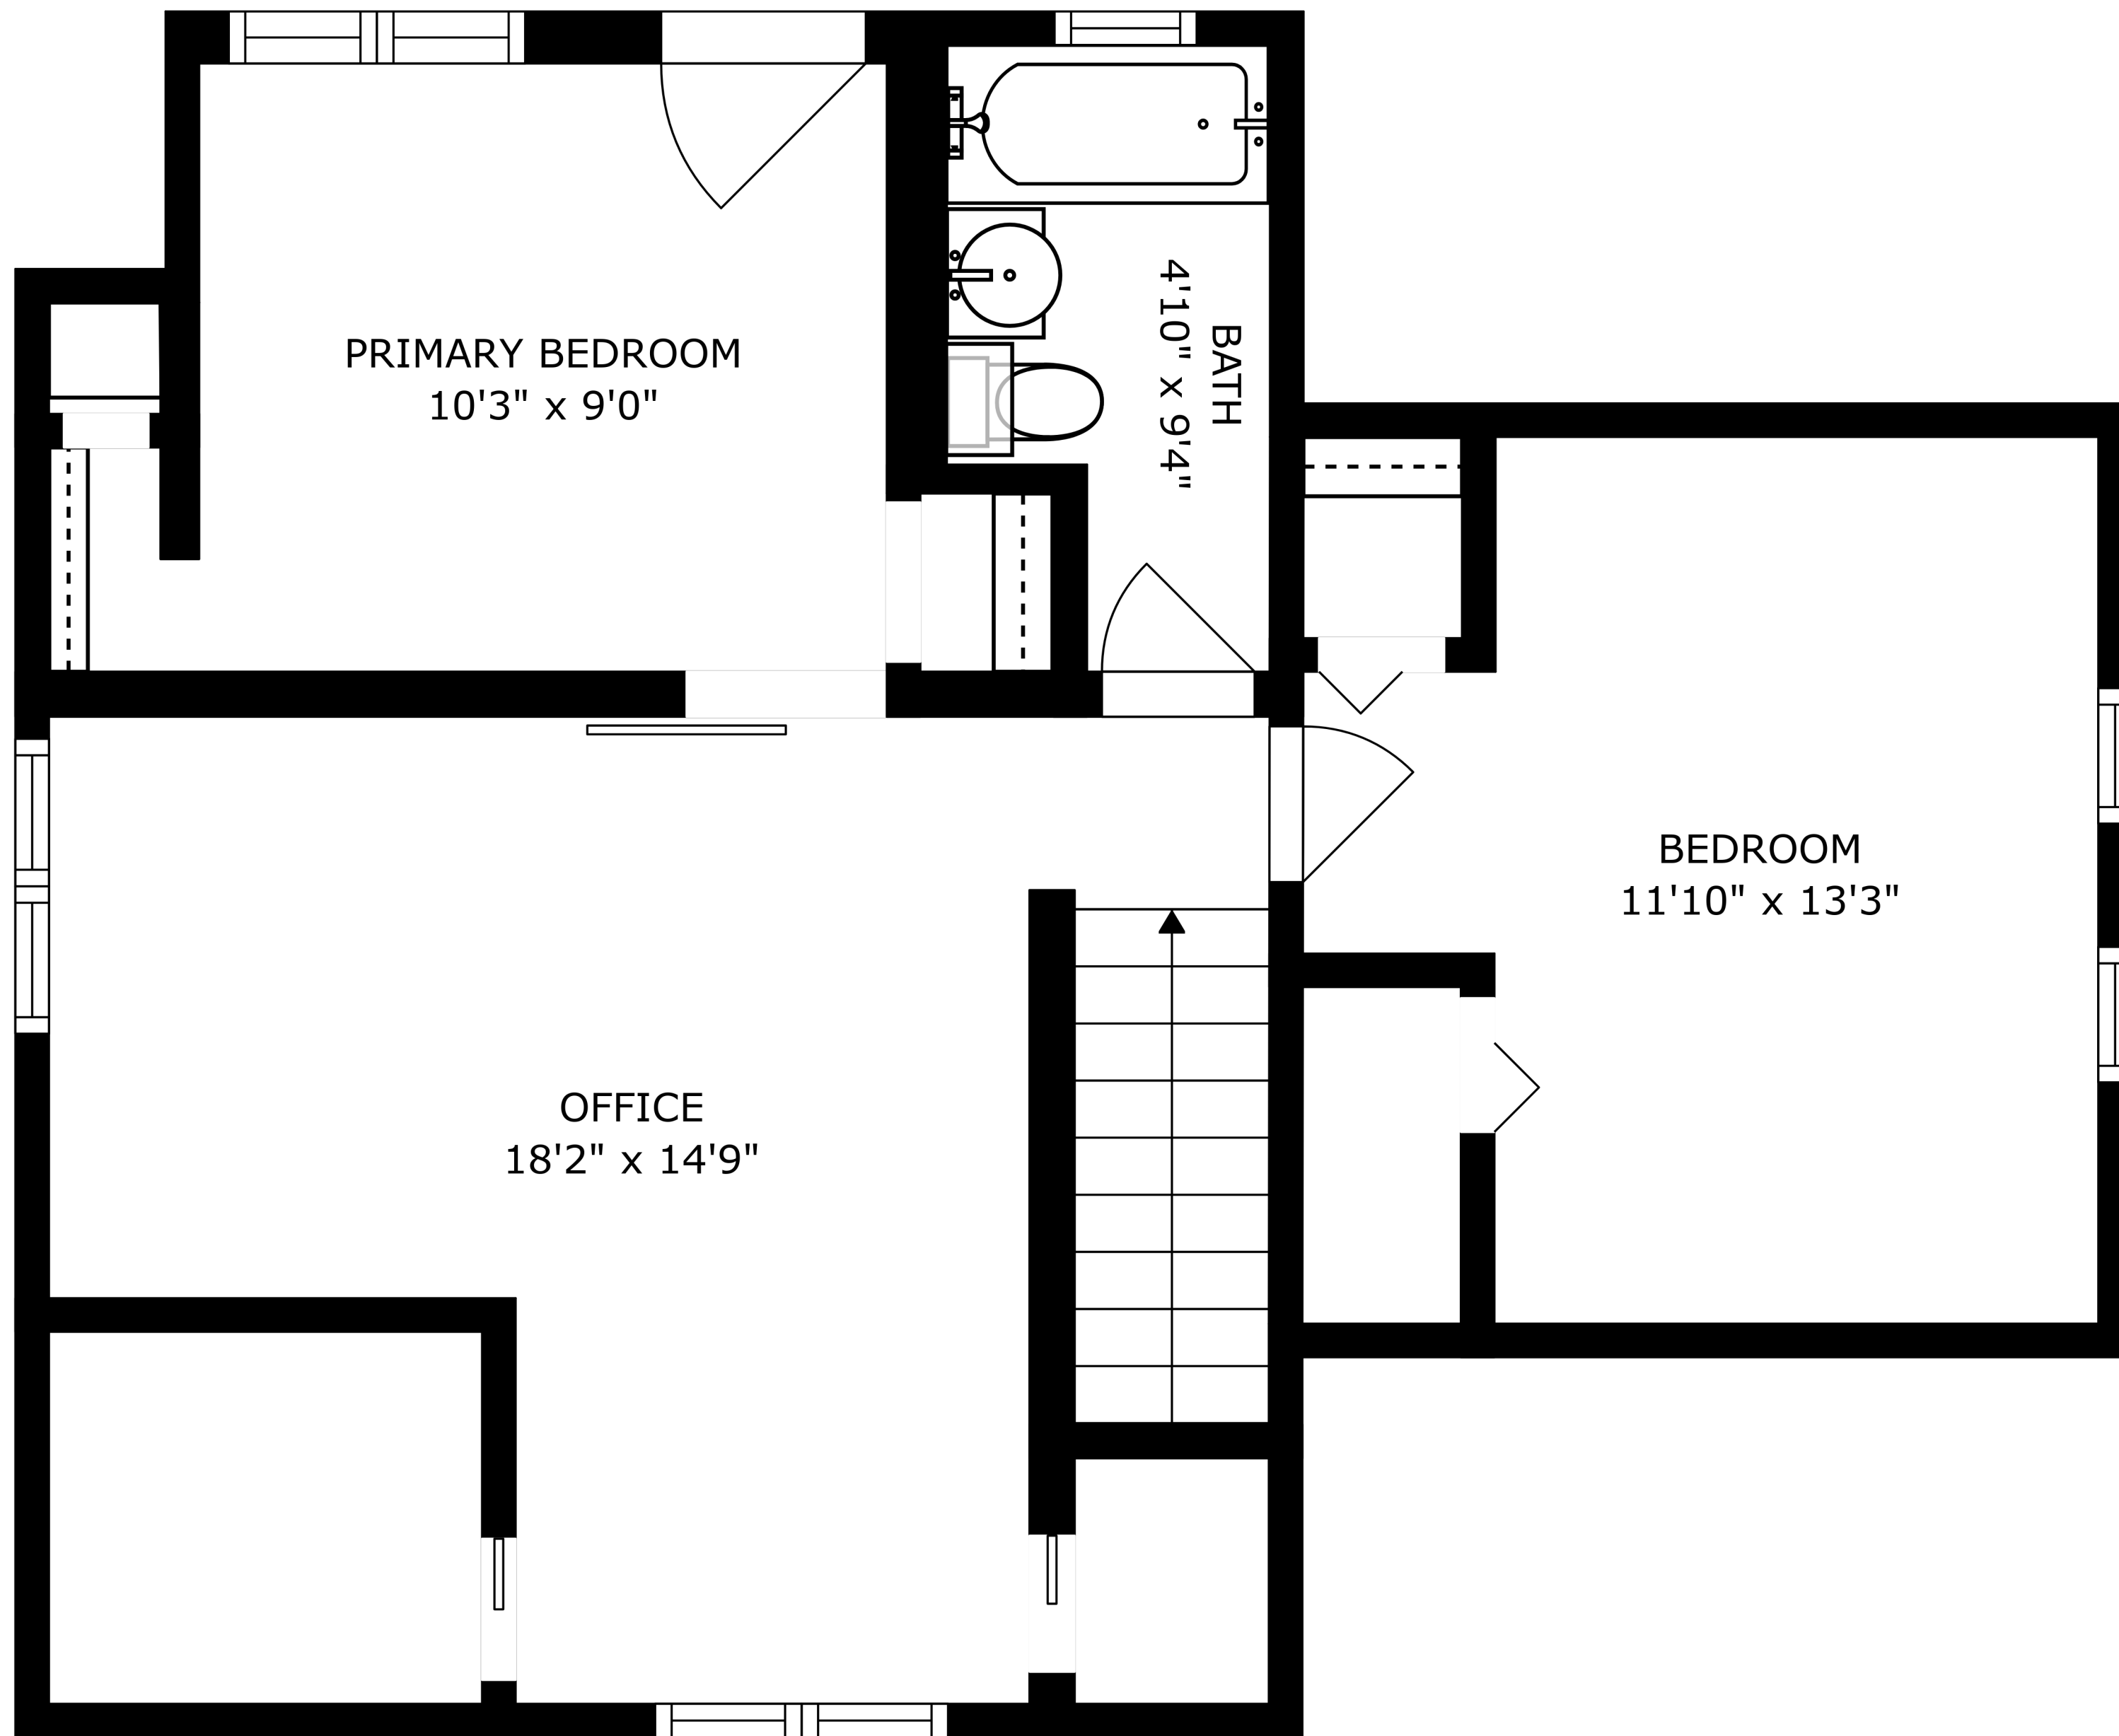 PRIMARY BEDROOM
10'3" x 9'0"
BATH
4'10" x 9'4"
BEDROOM
11'10" x 13'3"
OFFICE
18'2" x 14'9"